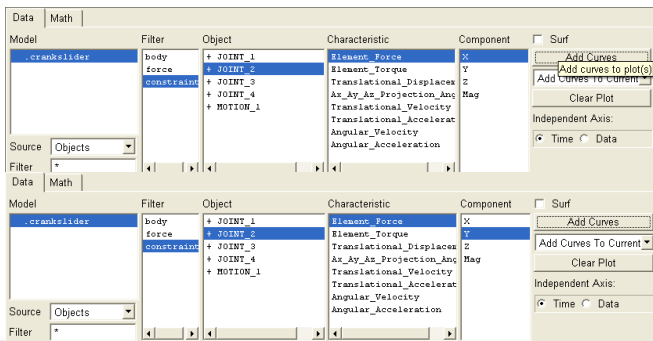 Data Math
Model Filter Object Characteristic Component Surf
.crankslider body + JOINT_1 Element_Force X Add Curves
force + JOINT_2 Element_Torque Y Add curves to plot(s)
constraint + JOINT_3 Translational_Displacem Z Add Curves To Current
+ JOINT_4 Ax_Ay_Az_Projection_Ang Mag
+ MOTION_1 Translational_Velocity Clear Plot
Translational_Accelerat Independent Axis:
Angular_Velocity
Source Objects Angular_Acceleration Time Data
Filter *
Data Math
Model Filter Object Characteristic Component Surf
.crankslider body + JOINT_1 Element_Force X Add Curves
force + JOINT_2 Element_Torque Y
constraint + JOINT_3 Translational_Displacem Z Add Curves To Current
+ JOINT_4 Ax_Ay_Az_Projection_Ang Mag
+ MOTION_1 Translational_Velocity Clear Plot
Translational_Accelerat Independent Axis:
Angular_Velocity
Source Objects Angular_Acceleration Time Data
Filter *